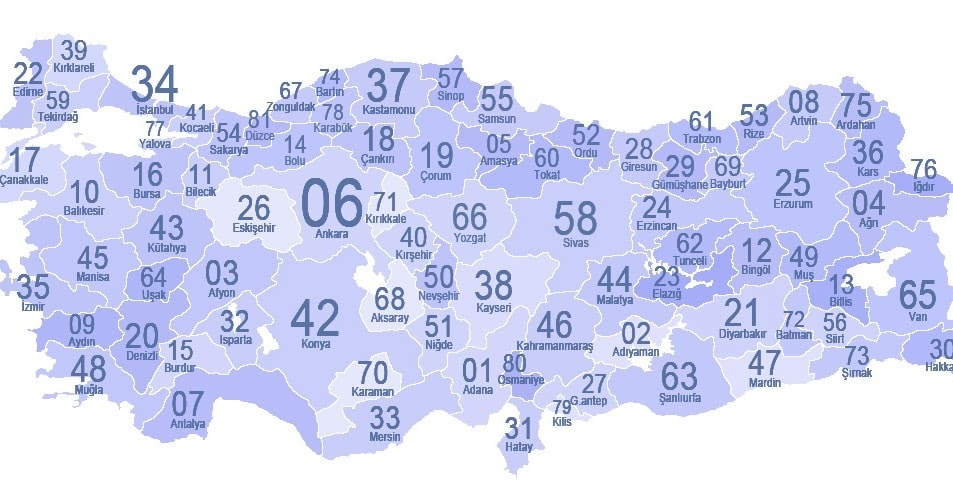 39
Kırklareli
22
Edirne
59
Tekirdağ
34
İstanbul
77
Yalova
41
Kocaeli
54
Sakarya
81
Düzce
67
Zonguldak
74
Bartın
78
Karabük
14
Bolu
37
Kastamonu
18
Çankırı
57
Sinop
55
Samsun
19
Çorum
05
Amasya
60
Tokat
52
Ordu
28
Giresun
61
Trabzon
29
Gümüşhane
69
Bayburt
53
Rize
08
Artvin
75
Ardahan
36
Kars
76
Iğdır
04
Ağrı
25
Erzurum
24
Erzincan
17
Çanakkale
10
Balıkesir
16
Bursa
11
Bilecik
26
Eskişehir
06
Ankara
71
Kırıkkale
40
Kırşehir
66
Yozgat
58
Sivas
43
Kütahya
45
Manisa
64
Uşak
03
Afyon
35
İzmir
09
Aydın
20
Denizli
48
Muğla
15
Burdur
32
Isparta
07
Antalya
42
Konya
68
Aksaray
50
Nevşehir
51
Niğde
38
Kayseri
70
Karaman
33
Mersin
01
Adana
80
Osmaniye
31
Hatay
46
Kahramanmaraş
44
Malatya
02
Adıyaman
27
G.antep
79
Kilis
63
Şanlıurfa
62
Tunceli
23
Elazığ
12
Bingöl
49
Muş
13
Bitlis
21
Diyarbakır
72
Batman
56
Siirt
47
Mardin
73
Şırnak
65
Van
30
Hakka